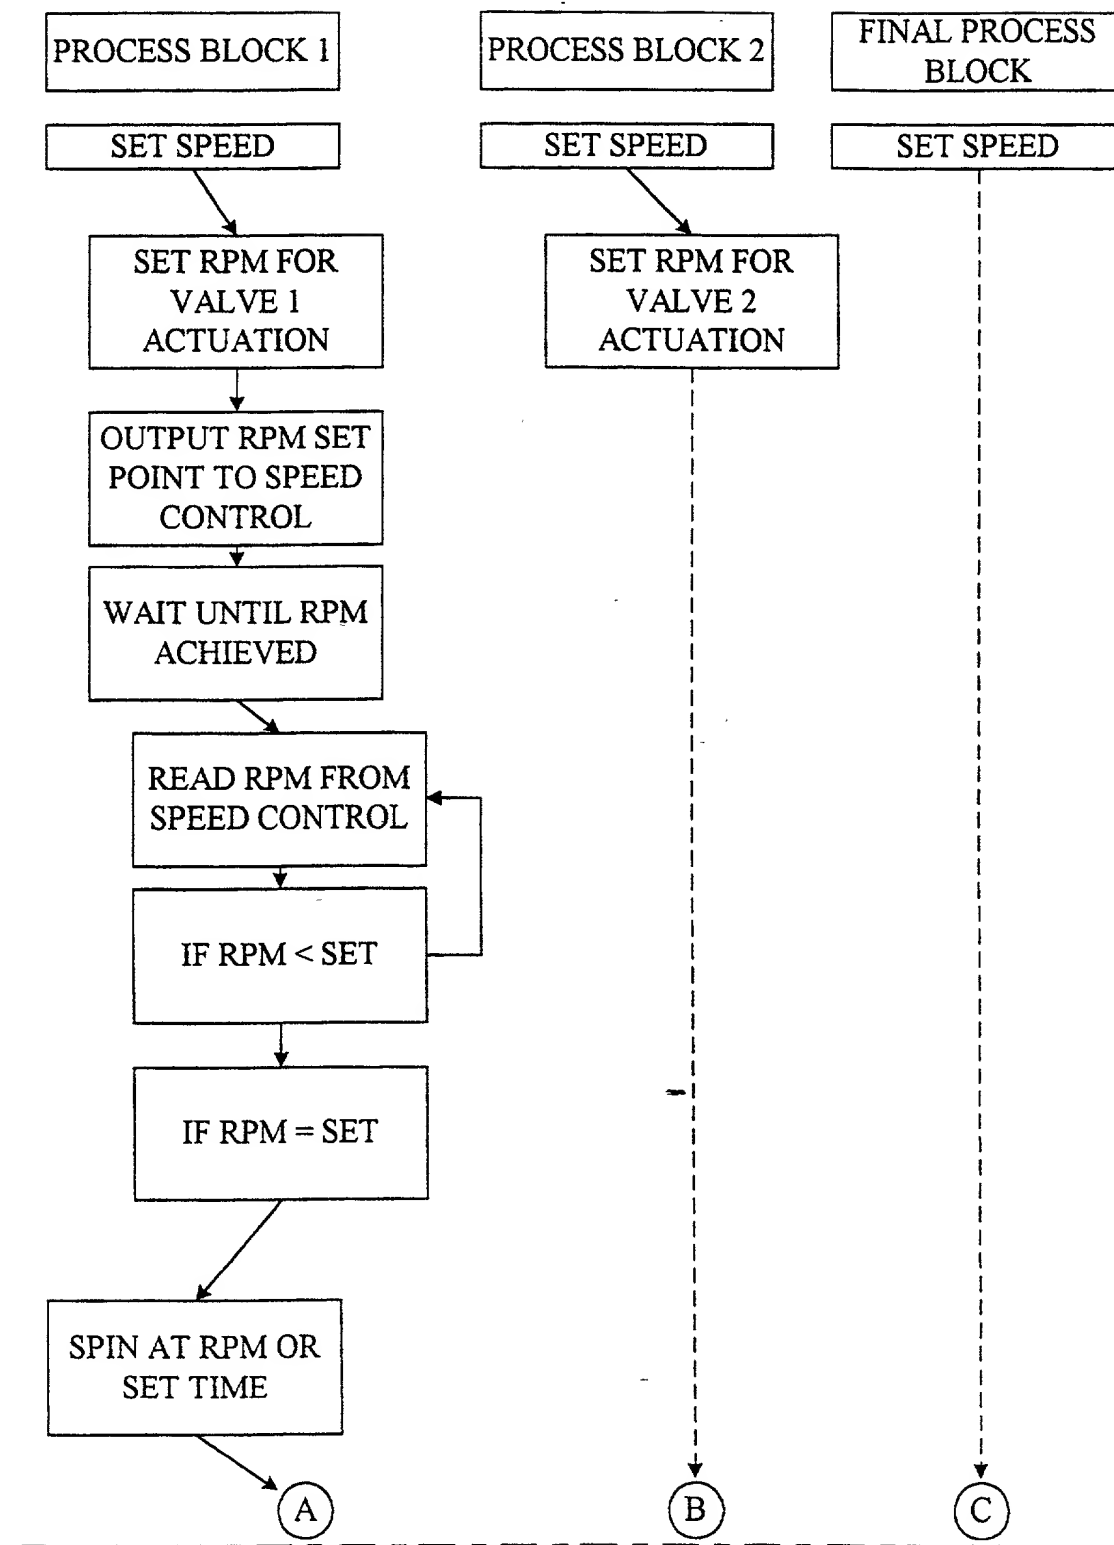 PROCESS BLOCK 1
PROCESS BLOCK 2
FINAL PROCESS
BLOCK
SET SPEED
SET SPEED
SET SPEED
SET RPM FOR
VALVE 1
ACTUATION
SET RPM FOR
VALVE 2
ACTUATION
OUTPUT RPM SET
POINT TO SPEED
CONTROL
WAIT UNTIL RPM
ACHIEVED
READ RPM FROM
SPEED CONTROL
IF RPM < SET
IF RPM = SET
SPIN AT RPM OR
SET TIME
A
B
C